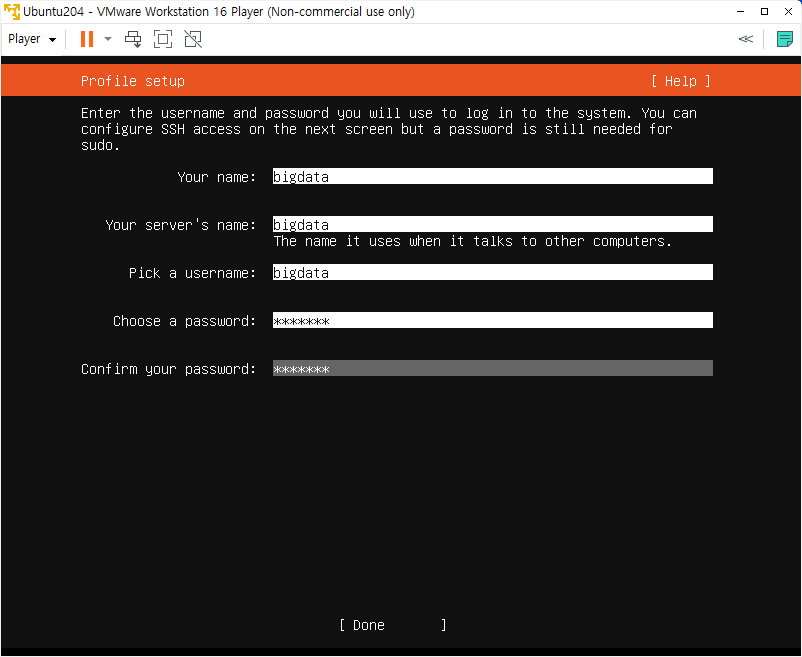 Ubuntu204 - VMware Workstation 16 Player (Non-commercial use only)
Player
Profile setup [ Help ]
Enter the username and password you will use to log in to the system. You can
configure SSH access on the next screen but a password is still needed for
sudo.
Your name: bigdata
Your server's name: bigdata
The name it uses when it talks to other computers.
Pick a username: bigdata
Choose a password: *******
Confirm your password: *******
[ Done ]